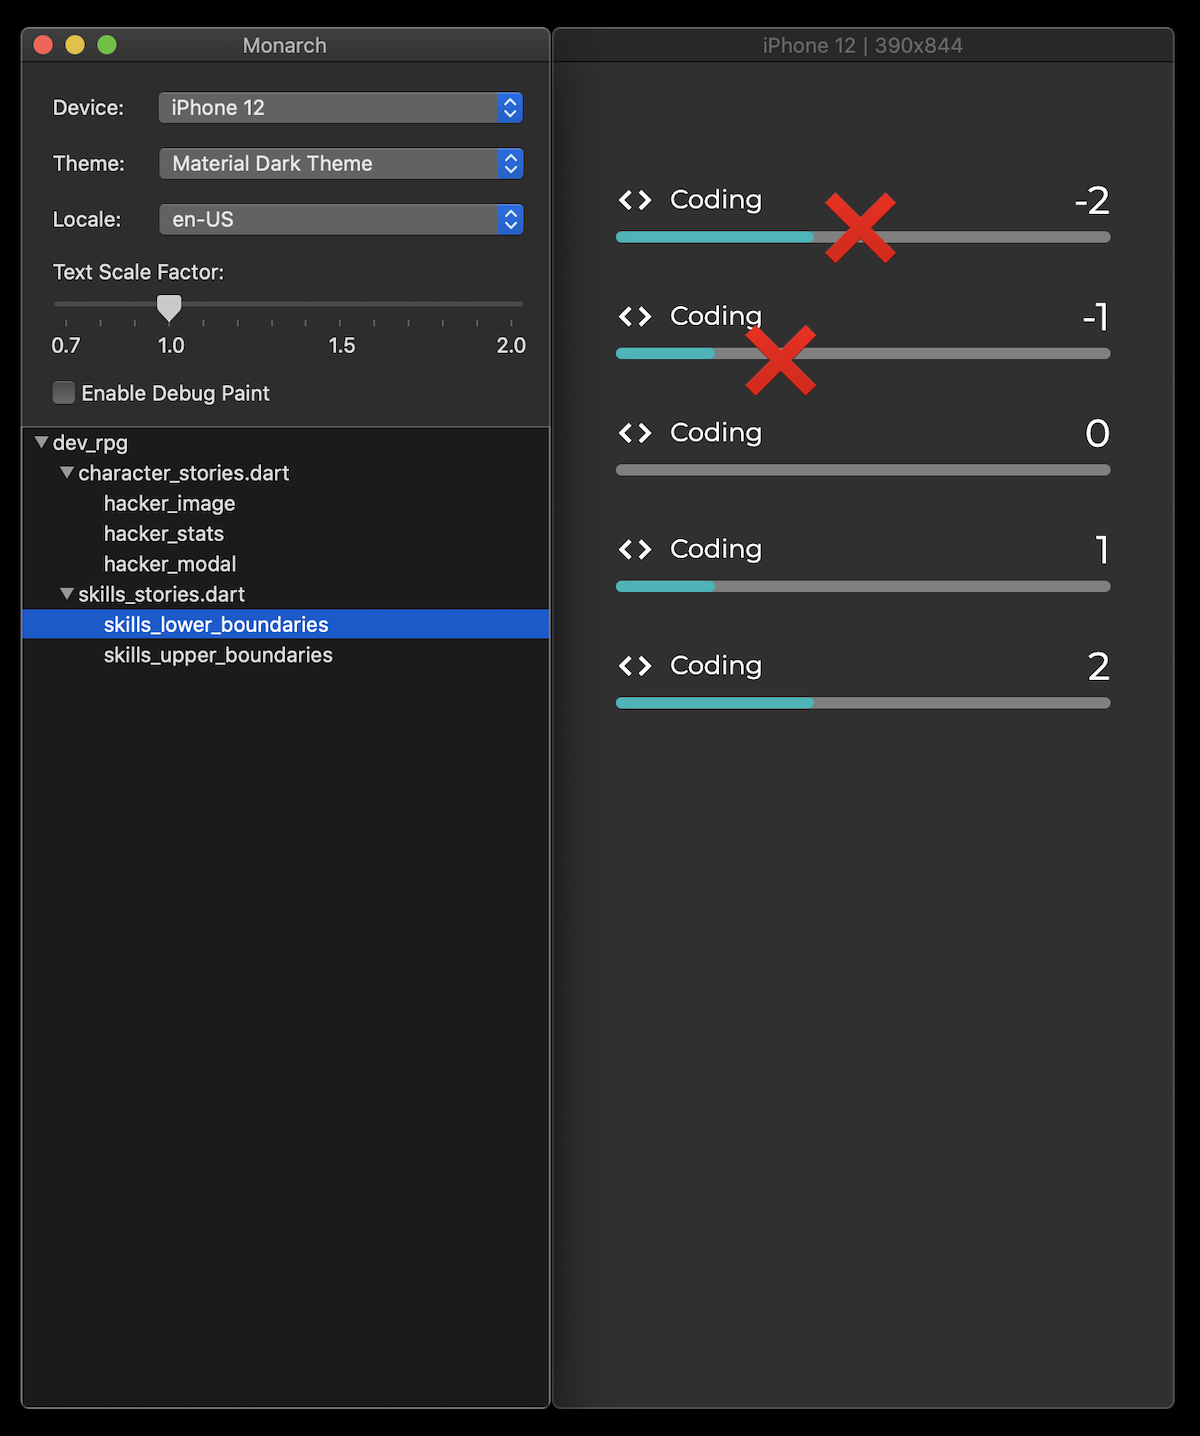 Monarch
Device: iPhone 12
Theme: Material Dark Theme
Locale: en-US
Text Scale Factor:
0.7 1.0 1.5 2.0
Enable Debug Paint
dev_rpg
character_stories.dart
hacker_image
hacker_stats
hacker_modal
skills_stories.dart
skills_lower_boundaries
skills_upper_boundaries
iPhone 12 | 390x844
Coding -2
Coding -1
Coding 0
Coding 1
Coding 2